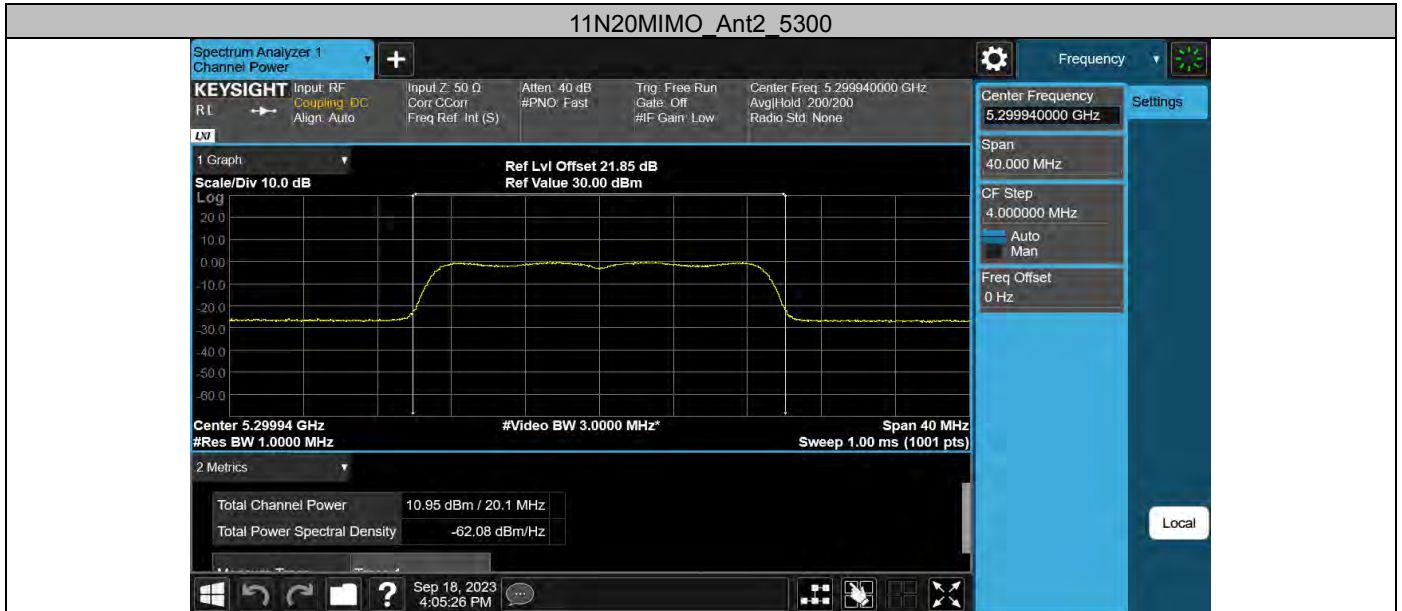 11N20MIMO_Ant2_5300
Spectrum Analyzer 1
Channel Power
Frequency
KEYSIGHT
Input: RF
Coupling: DC
Align: Auto
Input Z: 50 Ω
Corr CCorr
Freq Ref: Int (S)
Atten: 40 dB
#PNO: Fast
Trig: Free Run
Gate: Off
#IF Gain: Low
Center Freq: 5.299940000 GHz
Avg|Hold: 200/200
Radio Std: None
R L
LXI
Center Frequency
5.299940000 GHz
Settings
Span
40.000 MHz
CF Step
4.000000 MHz
Auto
Man
Freq Offset
0 Hz
1 Graph
Scale/Div 10.0 dB
Ref Lvl Offset 21.85 dB
Ref Value 30.00 dBm
Log
20.0
10.0
0.00
-10.0
-20.0
-30.0
-40.0
-50.0
-60.0
Center 5.29994 GHz
#Res BW 1.0000 MHz
#Video BW 3.0000 MHz*
Span 40 MHz
Sweep 1.00 ms (1001 pts)
2 Metrics
Total Channel Power 10.95 dBm / 20.1 MHz
Total Power Spectral Density -62.08 dBm/Hz
Local
?
Sep 18, 2023
4:05:26 PM